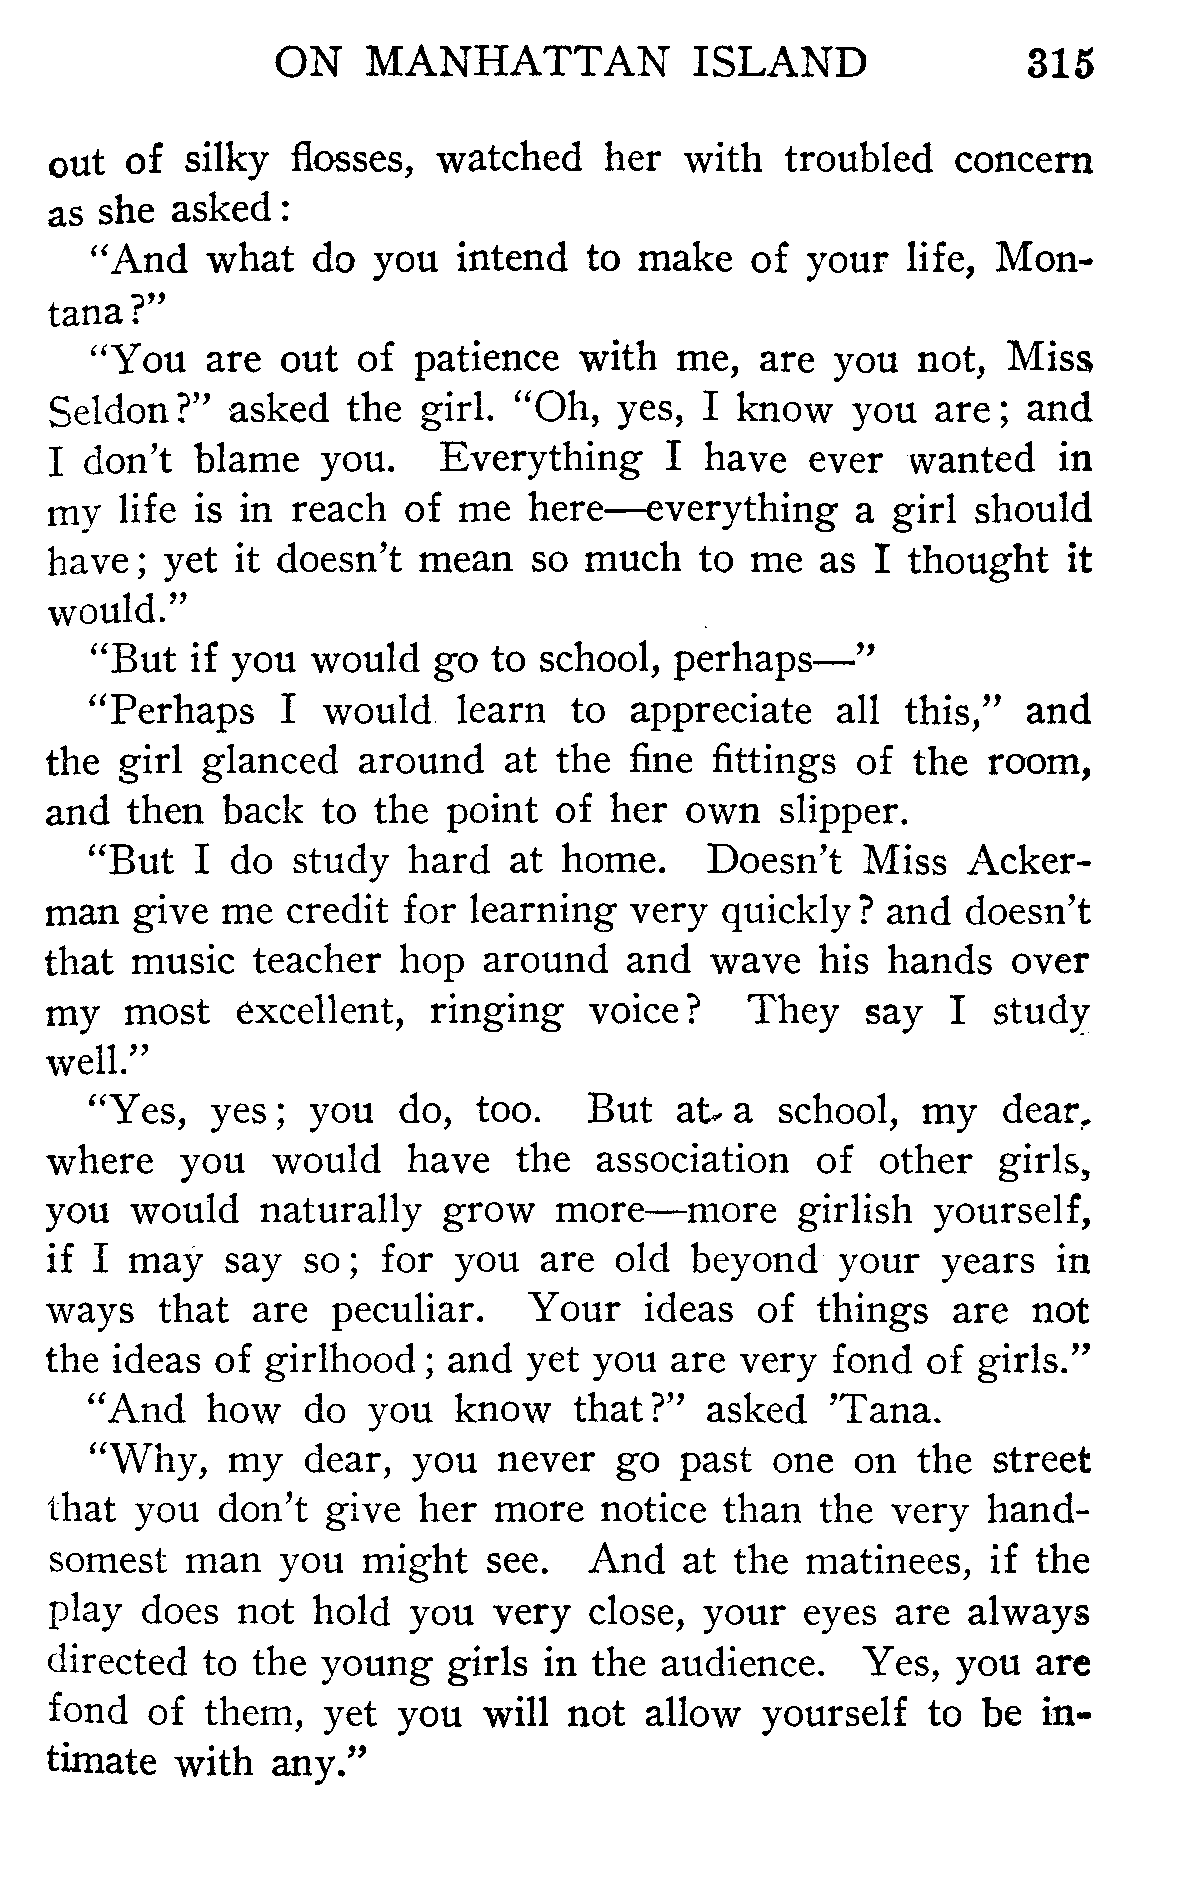 ON MANHATTAN ISLAND 315
out of silky flosses, watched her with troubled concern
as she asked:
"And what do you intend to make of your life, Mon-
tana?"
"You are out of patience with me, are you not, Miss
Seldon?" asked the girl. "Oh, yes, I know you are; and
I don't blame you. Everything I have ever wanted in
my life is in reach of me here—everything a girl should
have; yet it doesn't mean so much to me as I thought it
would."
"But if you would go to school, perhaps—"
"Perhaps I would learn to appreciate all this," and
the girl glanced around at the fine fittings of the room,
and then back to the point of her own slipper.
"But I do study hard at home. Doesn't Miss Acker-
man give me credit for learning very quickly? and doesn't
that music teacher hop around and wave his hands over
my most excellent, ringing voice? They say I study
well."
"Yes, yes; you do, too. But at a school, my dear,
where you would have the association of other girls,
you would naturally grow more—more girlish yourself,
if I may say so; for you are old beyond your years in
ways that are peculiar. Your ideas of things are not
the ideas of girlhood; and yet you are very fond of girls."
"And how do you know that?" asked 'Tana.
"Why, my dear, you never go past one on the street
that you don't give her more notice than the very hand-
somest man you might see. And at the matinees, if the
play does not hold you very close, your eyes are always
directed to the young girls in the audience. Yes, you are
fond of them, yet you will not allow yourself to be in-
timate with any."